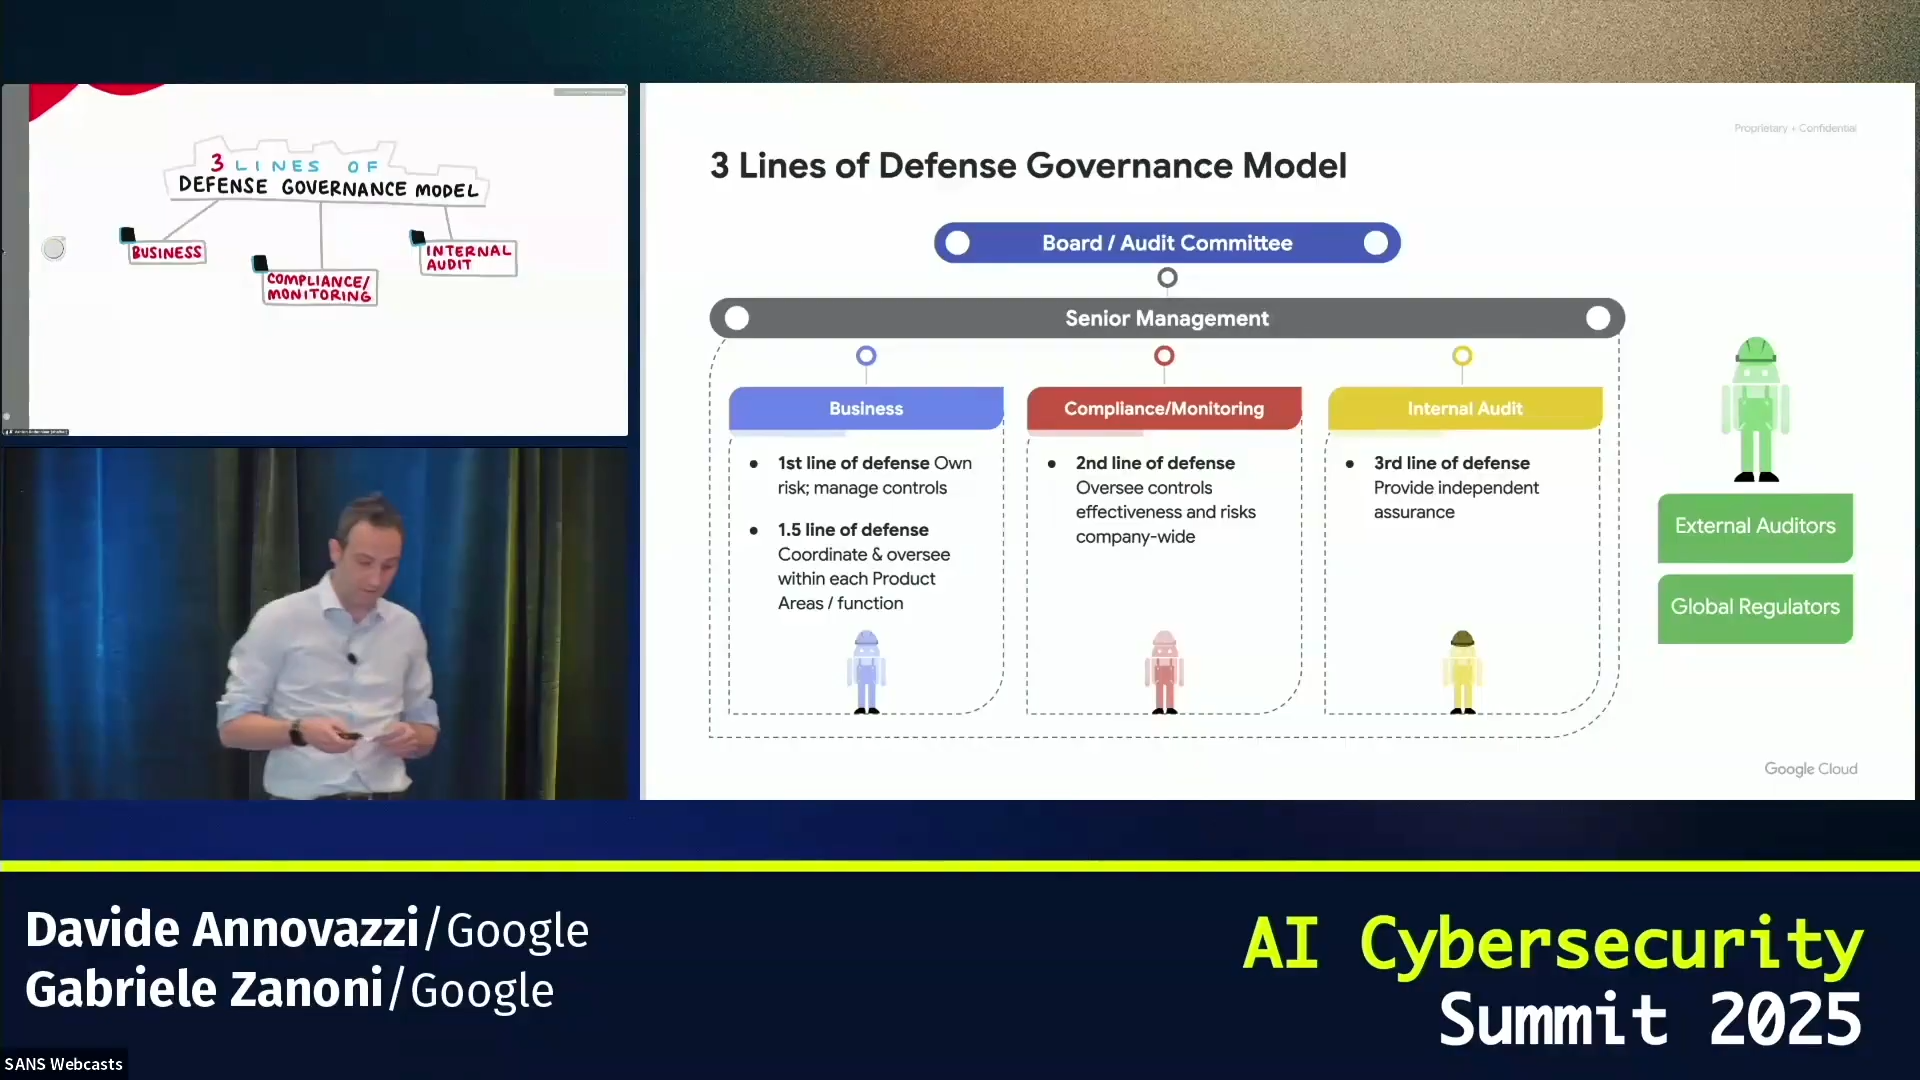 3 LINES OF
DEFENSE GOVERNANCE MODEL
BUSINESS
COMPLIANCE/
MONITORING
INTERNAL
AUDIT
Proprietary + Confidential
3 Lines of Defense Governance Model
Board / Audit Committee
Senior Management
Business
Compliance/Monitoring
Internal Audit
• 1st line of defense Own
risk; manage controls
• 1.5 line of defense
Coordinate & oversee
within each Product
Areas / function
• 2nd line of defense
Oversee controls
effectiveness and risks
company-wide
• 3rd line of defense
Provide independent
assurance
External Auditors
Global Regulators
Google Cloud
Davide Annovazzi/Google
Gabriele Zanoni/Google
AI Cybersecurity
Summit 2025
SANS Webcasts